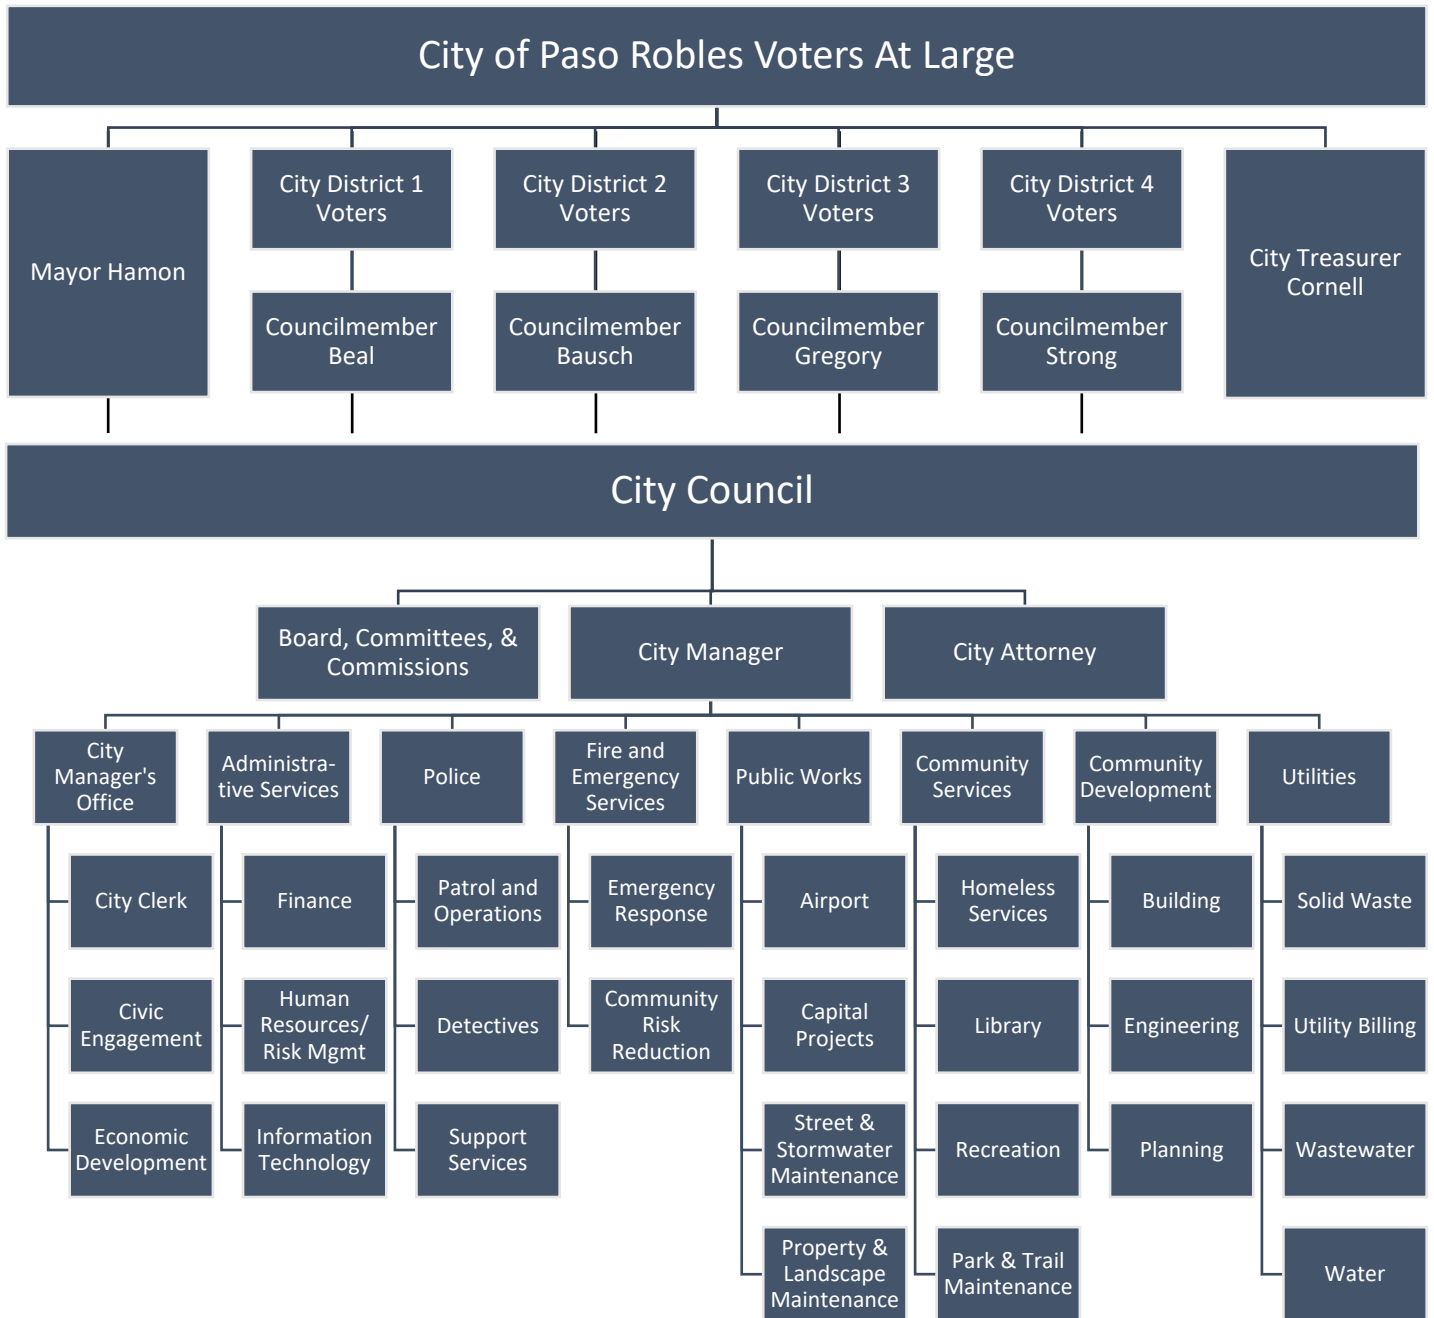 City of Paso Robles Voters At Large
Mayor Hamon
City District 1
Voters
City District 2
Voters
City District 3
Voters
City District 4
Voters
City Treasurer
Cornell
Councilmember
Beal
Councilmember
Bausch
Councilmember
Gregory
Councilmember
Strong
City Council
Board, Committees, &
Commissions
City Manager
City Attorney
City
Manager's
Office
Administra-
tive Services
Police
Fire and
Emergency
Services
Public Works
Community
Services
Community
Development
Utilities
City Clerk
Finance
Patrol and
Operations
Emergency
Response
Airport
Homeless
Services
Building
Solid Waste
Civic
Engagement
Human
Resources/
Risk Mgmt
Detectives
Community
Risk
Reduction
Capital
Projects
Library
Engineering
Utility Billing
Economic
Development
Information
Technology
Support
Services
Street &
Stormwater
Maintenance
Recreation
Planning
Wastewater
Property &
Landscape
Maintenance
Park & Trail
Maintenance
Water